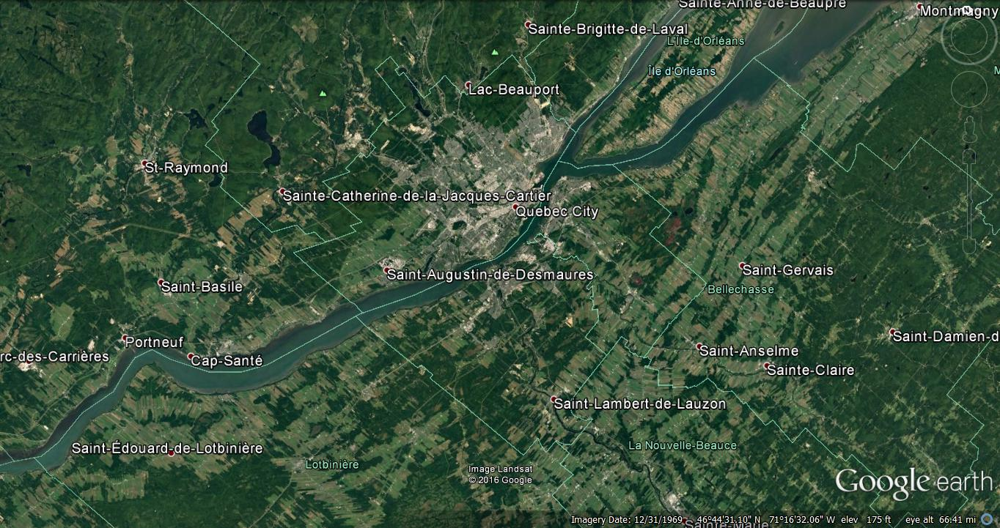 Sainte-Anne-de-Beaupré
Montmagny
Sainte-Brigitte-de-Laval
L'Île-d'Orléans
Île d'Orléans
Lac-Beauport
St-Raymond
Sainte-Catherine-de-la-Jacques-Cartier
Quebec City
Saint-Gervais
Saint-Augustin-de-Desmaures
Saint-Basile
Bellechasse
Saint-Damien-d
Portneuf
Saint-Anselme
rc-des-Carrières
Cap-Santé
Sainte-Claire
Saint-Lambert-de-Lauzon
Saint-Édouard-de-Lotbinière
La Nouvelle-Beauce
Lotbinière
Image Landsat
© 2016 Google
Google earth
Imagery Date: 12/31/1969 46°44'31.10" N 71°16'32.06" W elev 175 ft eye alt 66.41 mi
Sainte-Marie